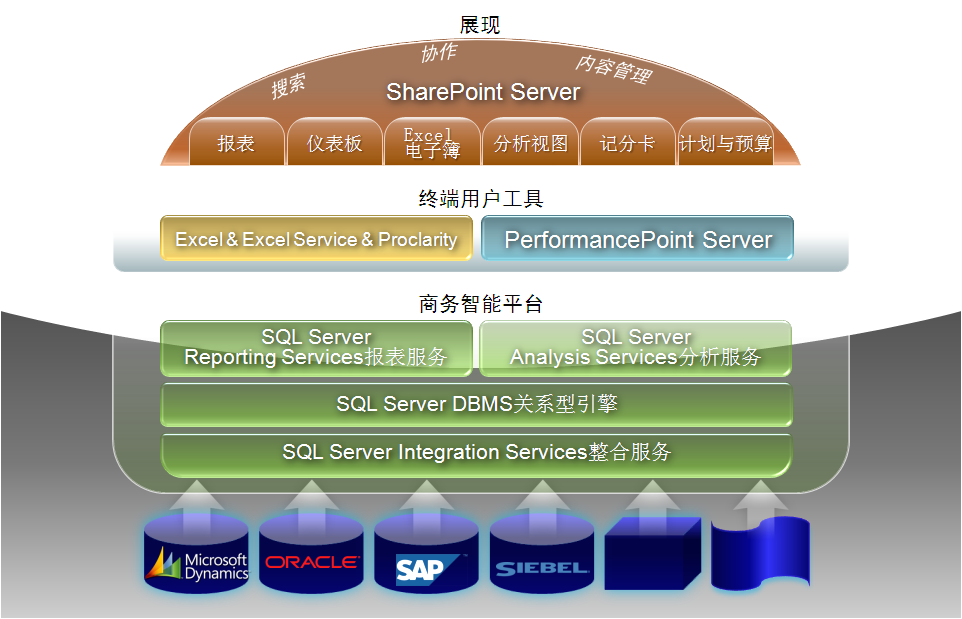 展现
协作
搜索
内容管理
SharePoint Server
报表
仪表板
Excel
电子簿
分析视图
记分卡
计划与预算
终端用户工具
Excel & Excel Service & Proclarity
PerformancePoint Server
商务智能平台
SQL Server
Reporting Services报表服务
SQL Server
Analysis Services分析服务
SQL Server DBMS关系型引擎
SQL Server Integration Services整合服务
Microsoft
Dynamics
ORACLE
SAP
SIEBEL